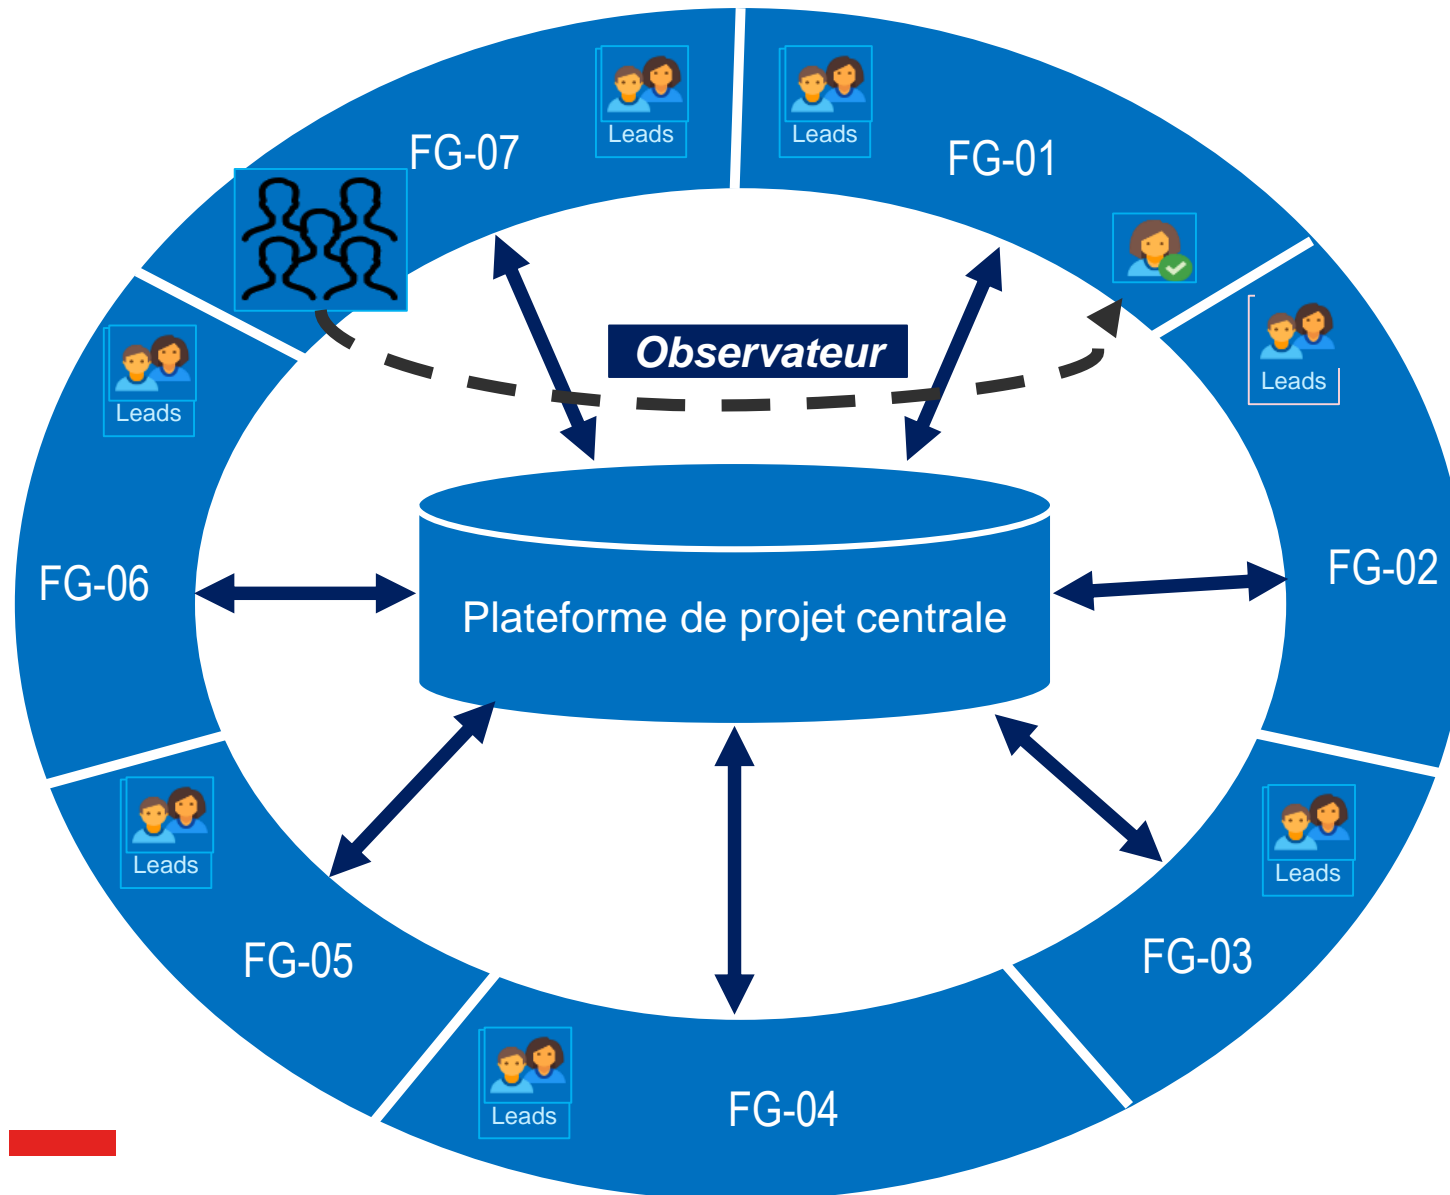 Leads
Leads
FG-07
FG-01
Observateur
Leads
Leads
FG-06
FG-02
Plateforme de projet centrale
Leads
Leads
FG-05
FG-03
Leads
FG-04